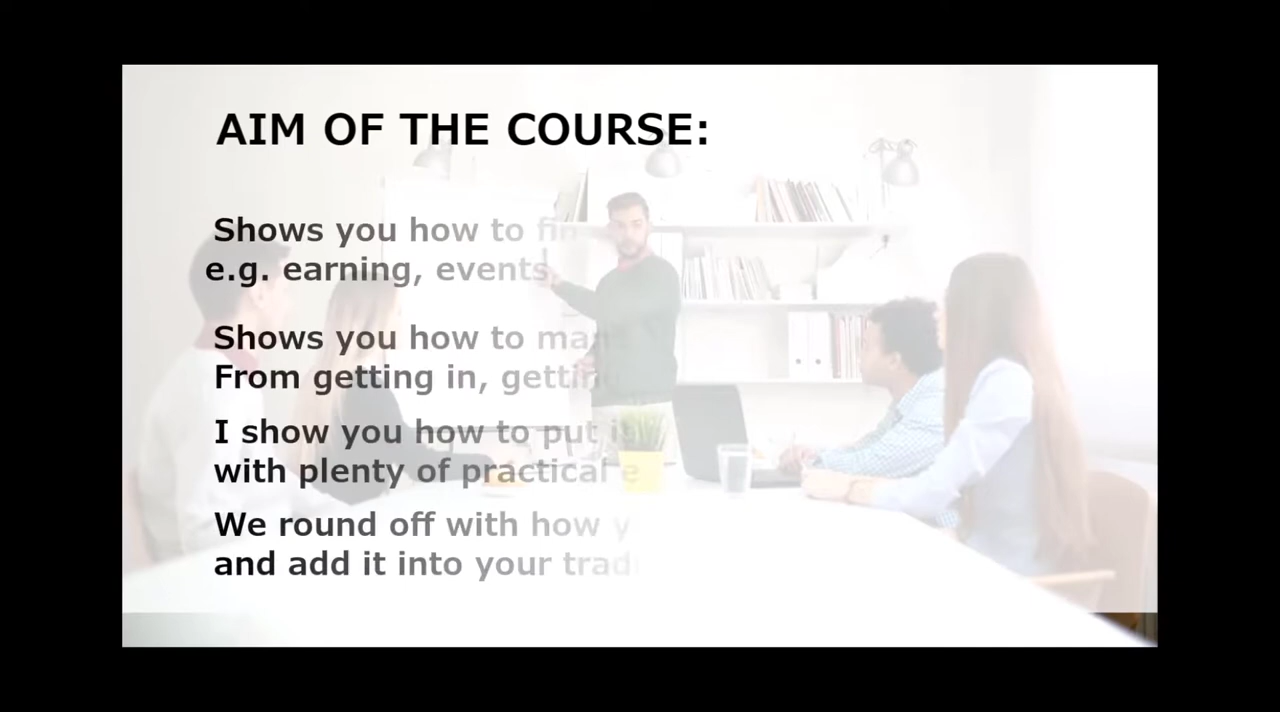 AIM OF THE COURSE:
Shows you how to
e.g. earning, events
Shows you how to
From getting in,
I show you how to put
with plenty of practical
We round off with how
and add it into your